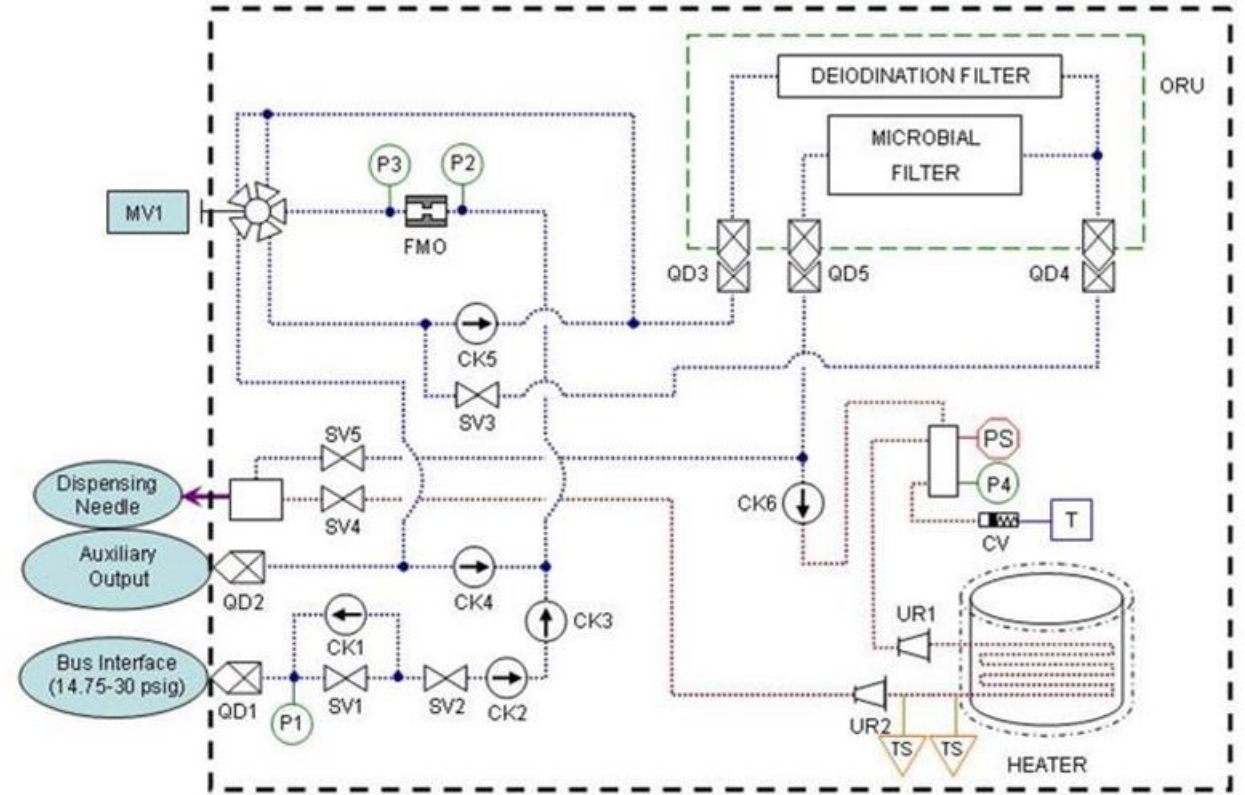 DEIODINATION FILTER
ORU
MICROBIAL
FILTER
P3
P2
MV1
FMO
QD3
QD5
QD4
CK5
SV3
SV5
PS
Dispensing
Needle
SV4
CK6
P4
T
CV
Auxiliary
Output
QD2
CK4
CK3
UR1
CK1
Bus Interface
(14.75-30 psig)
QD1
SV1
SV2
CK2
P1
UR2
TS
TS
HEATER